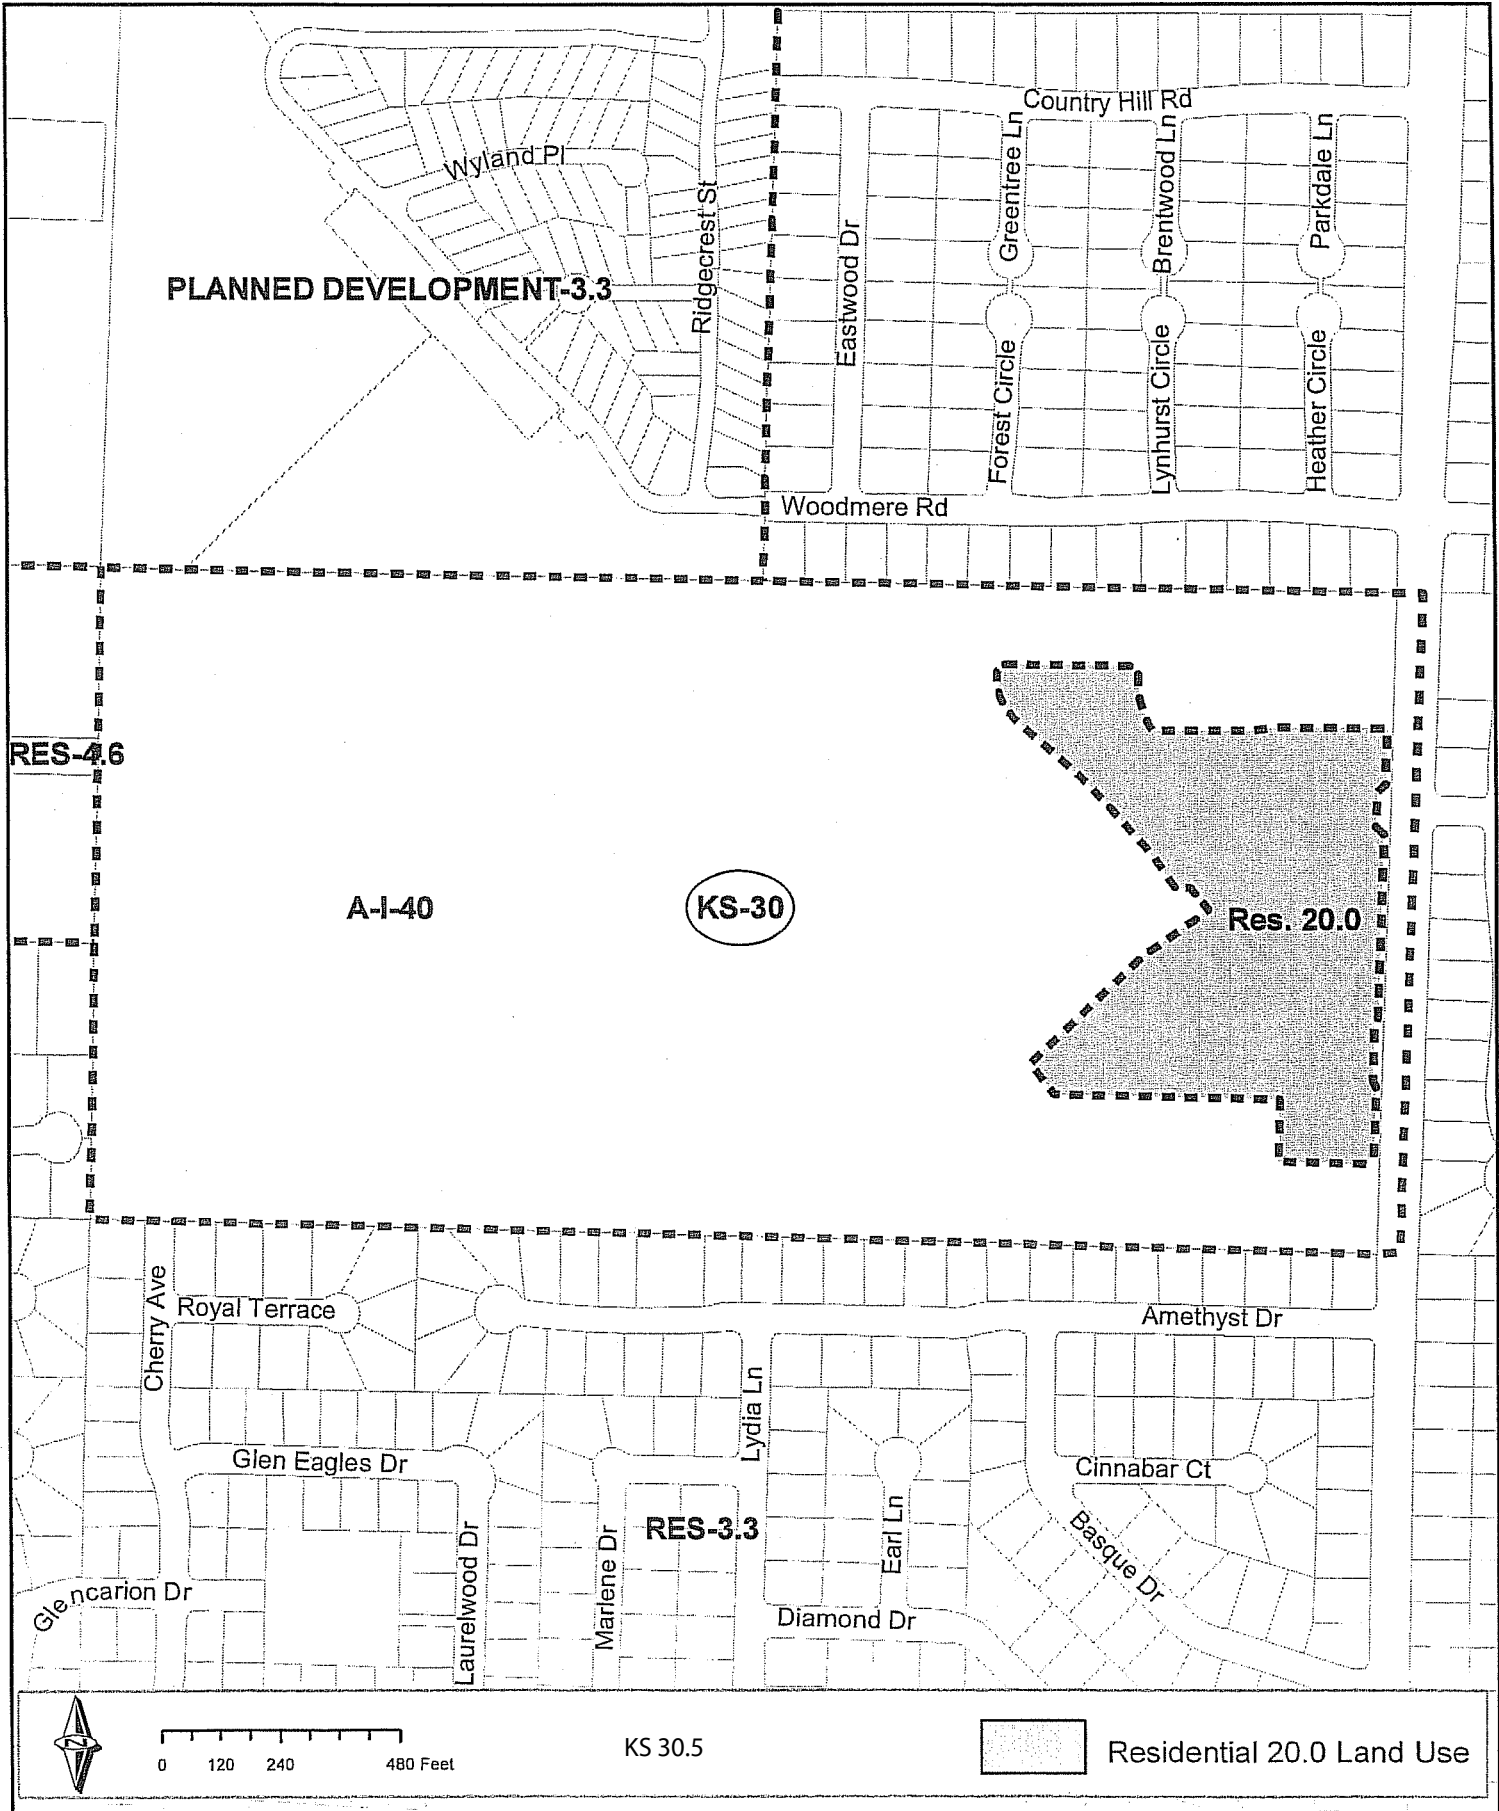 Country Hill Rd
Wyland Pl
Ridgecrest St
Eastwood Dr
Greentree Ln
Brentwood Ln
Parkdale Ln
PLANNED DEVELOPMENT-3.3
Forest Circle
Lynhurst Circle
Heather Circle
Woodmere Rd
RES-4.6
A-I-40
KS-30
Res. 20.0
Cherry Ave
Royal Terrace
Amethyst Dr
Lydia Ln
Glen Eagles Dr
Cinnabar Ct
Laurelwood Dr
Marlene Dr
RES-3.3
Earl Ln
Basque Dr
Glencarion Dr
Diamond Dr
N
0 120 240 480 Feet
KS 30.5
Residential 20.0 Land Use